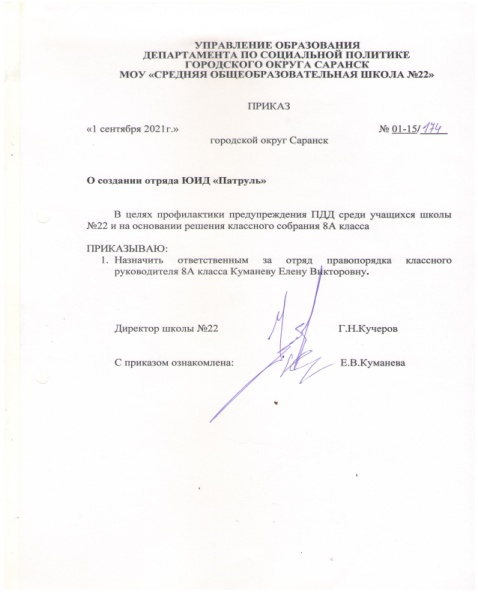 УПРАВЛЕНИЕ ОБРАЗОВАНИЯ
ДЕПАРТАМЕНТА ПО СОЦИАЛЬНОЙ ПОЛИТИКЕ
ГОРОДСКОГО ОКРУГА САРАНСК
МОУ «СРЕДНЯЯ ОБЩЕОБРАЗОВАТЕЛЬНАЯ ШКОЛА №22»
ПРИКАЗ
«1 сентября 2021г.» № 01-15/174
городской округ Саранск
О создании отряда ЮИД «Патруль»
В целях профилактики предупреждения ПДД среди учащихся школы
№22 и на основании решения классного собрания 8А класса
ПРИКАЗЫВАЮ:
1. Назначить ответственным за отряд правопорядка классного
руководителя 8А класса Куманеву Елену Викторовну.
Директор школы №22 Г.Н.Кучеров
С приказом ознакомлена: Е.В.Куманева